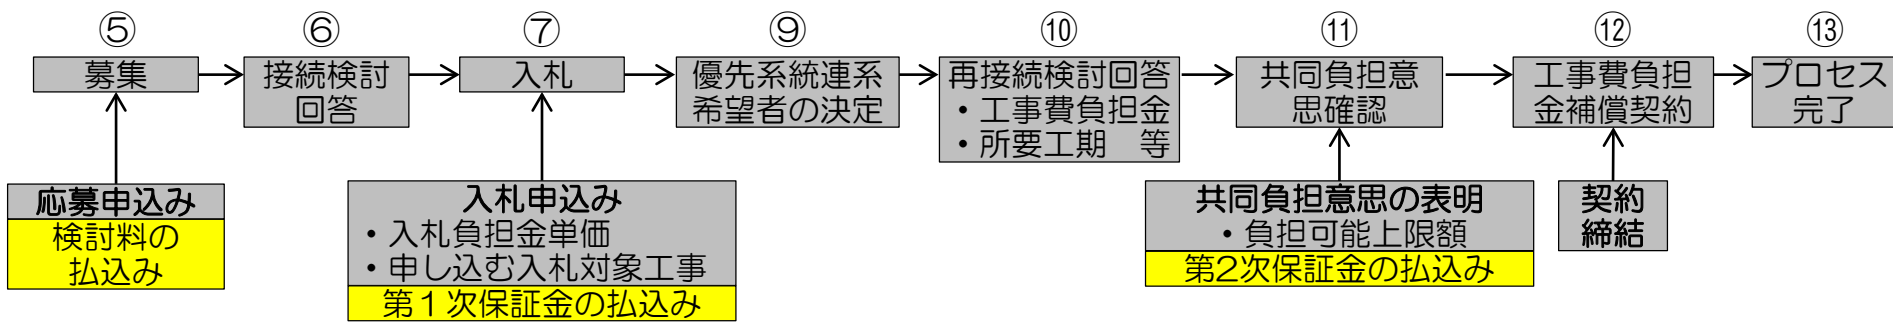 ⑤
募集
⑥
接続検討
回答
⑦
入札
⑨
優先系統連系
希望者の決定
⑩
再接続検討回答
・工事費負担金
・所要工期　等
⑪
共同負担意
思確認
⑫
工事費負担
金補償契約
⑬
プロセス
完了
応募申込み
検討料の
払込み
入札申込み
・入札負担金単価
・申し込む入札対象工事
第１次保証金の払込み
共同負担意思の表明
・負担可能上限額
第2次保証金の払込み
契約
締結